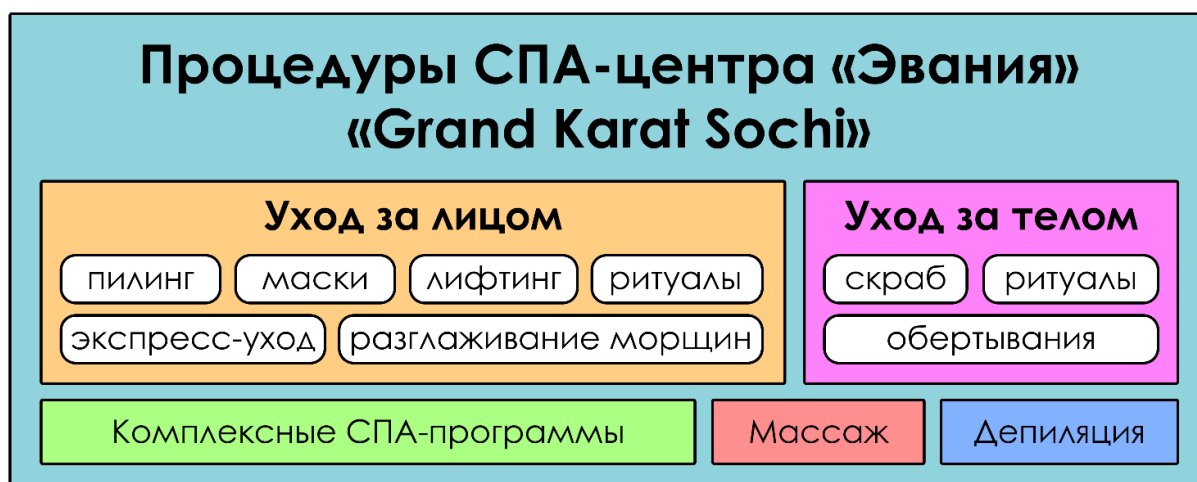 Процедуры СПА-центра «Эвания»
«Grand Karat Sochi»
Уход за лицом
пилинг маски лифтинг ритуалы
экспресс-уход разглаживание морщин
Уход за телом
скраб ритуалы
обертывания
Комплексные СПА-программы
Массаж
Депиляция